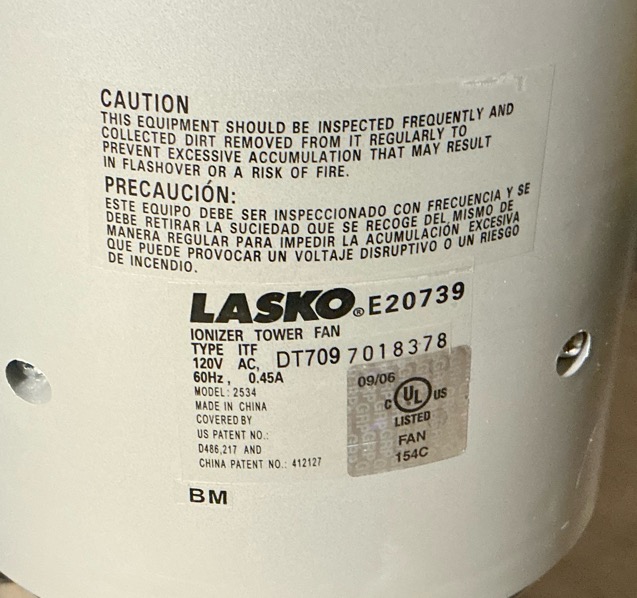 CAUTION
THIS EQUIPMENT SHOULD BE INSPECTED FREQUENTLY AND
COLLECTED DIRT REMOVED FROM IT REGULARLY TO
PREVENT EXCESSIVE ACCUMULATION THAT MAY RESULT
IN FLASHOVER OR A RISK OF FIRE.
PRECAUCIÓN:
ESTE EQUIPO DEBE SER INSPECCIONADO CON FRECUENCIA Y SE
DEBE RETIRAR LA SUCIEDAD QUE SE RECOGE DEL MISMO DE
MANERA REGULAR PARA IMPEDIR LA ACUMULACIÓN EXCESIVA
QUE PUEDE PROVOCAR UN VOLTAJE DISRUPTIVO O UN RIESGO
DE INCENDIO.
LASKO® E20739
IONIZER TOWER FAN
TYPE ITF
120V AC, DT709 7018378
60Hz, 0.45A
09/06
MODEL: 2534
MADE IN CHINA
COVERED BY
US PATENT NO.:
D486,217 AND
CHINA PATENT NO.: 412127
C UL US
LISTED
FAN
154C
BM